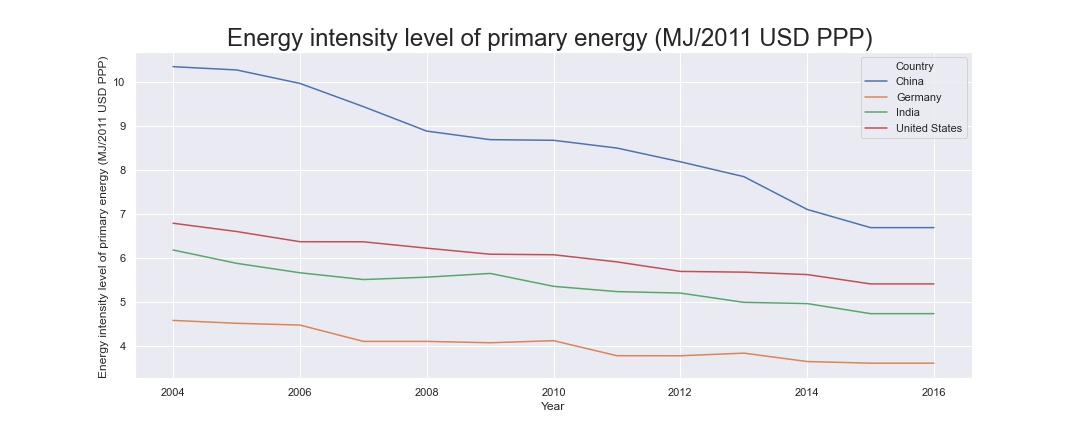 Energy intensity level of primary energy (MJ/2011 USD PPP)
Energy intensity level of primary energy (MJ/2011 USD PPP)
10
9
8
7
6
5
4
Country
China
Germany
India
United States
2004
2006
2008
2010
2012
2014
2016
Year